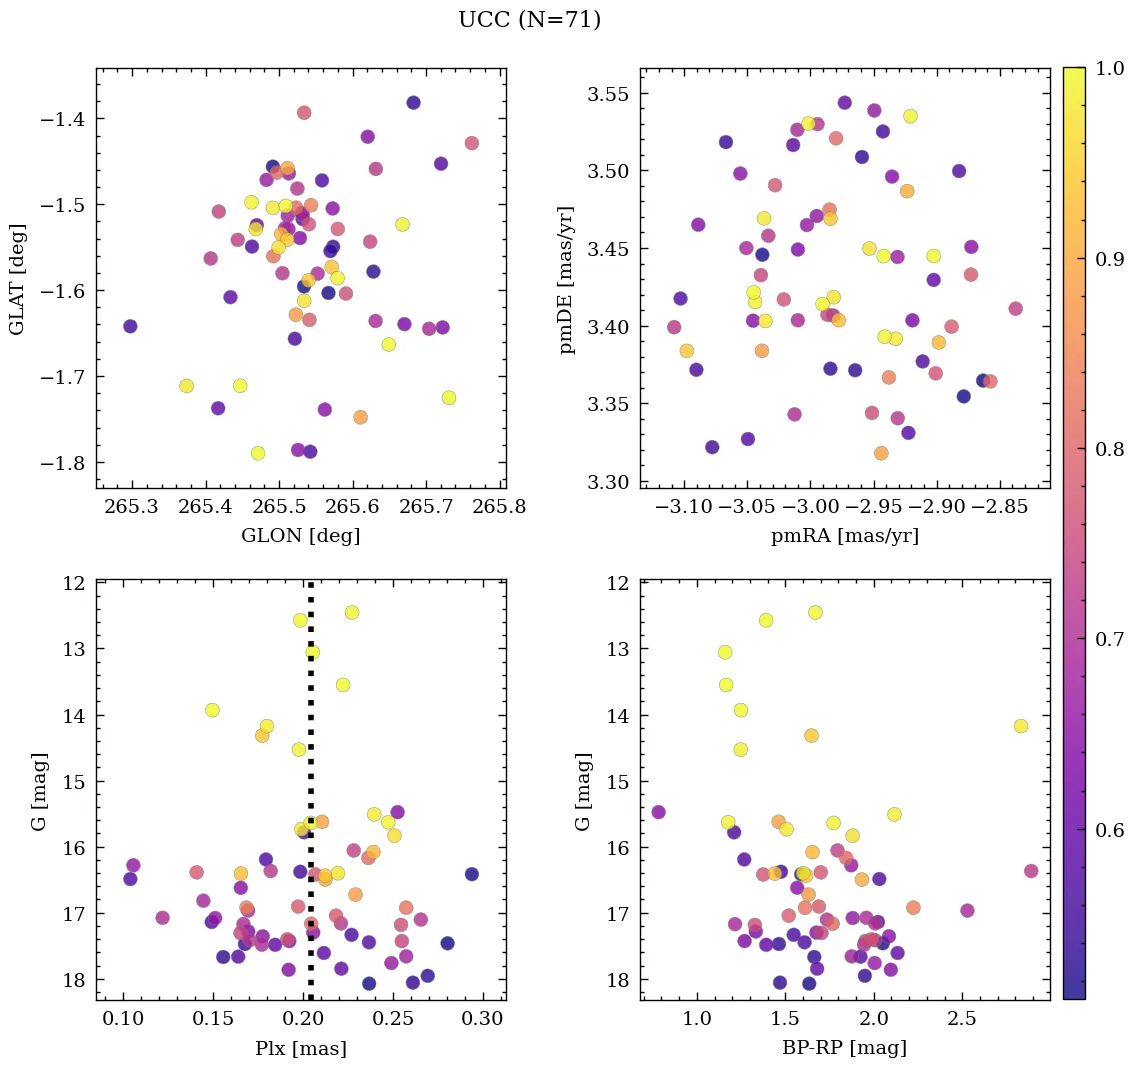 UCC (N=71)
−1.4
−1.5
−1.6
−1.7
−1.8
GLAT [deg]
265.3 265.4 265.5 265.6 265.7 265.8
GLON [deg]
3.55
3.50
3.45
3.40
3.35
3.30
pmDE [mas/yr]
−3.10 −3.05 −3.00 −2.95 −2.90 −2.85
pmRA [mas/yr]
12
13
14
15
16
17
18
G [mag]
0.10 0.15 0.20 0.25 0.30
Plx [mas]
12
13
14
15
16
17
18
G [mag]
1.0 1.5 2.0 2.5
BP-RP [mag]
1.0
0.9
0.8
0.7
0.6